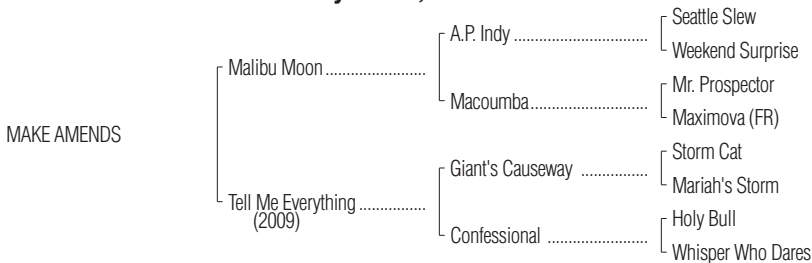 Seattle Slew
A.P. Indy ................................
Weekend Surprise
Malibu Moon ........................
Mr. Prospector
Macoumba............................
Maximova (FR)
MAKE AMENDS
Storm Cat
Giant's Causeway ................
Mariah's Storm
Tell Me Everything ................
(2009)
Holy Bull
Confessional ........................
Whisper Who Dares